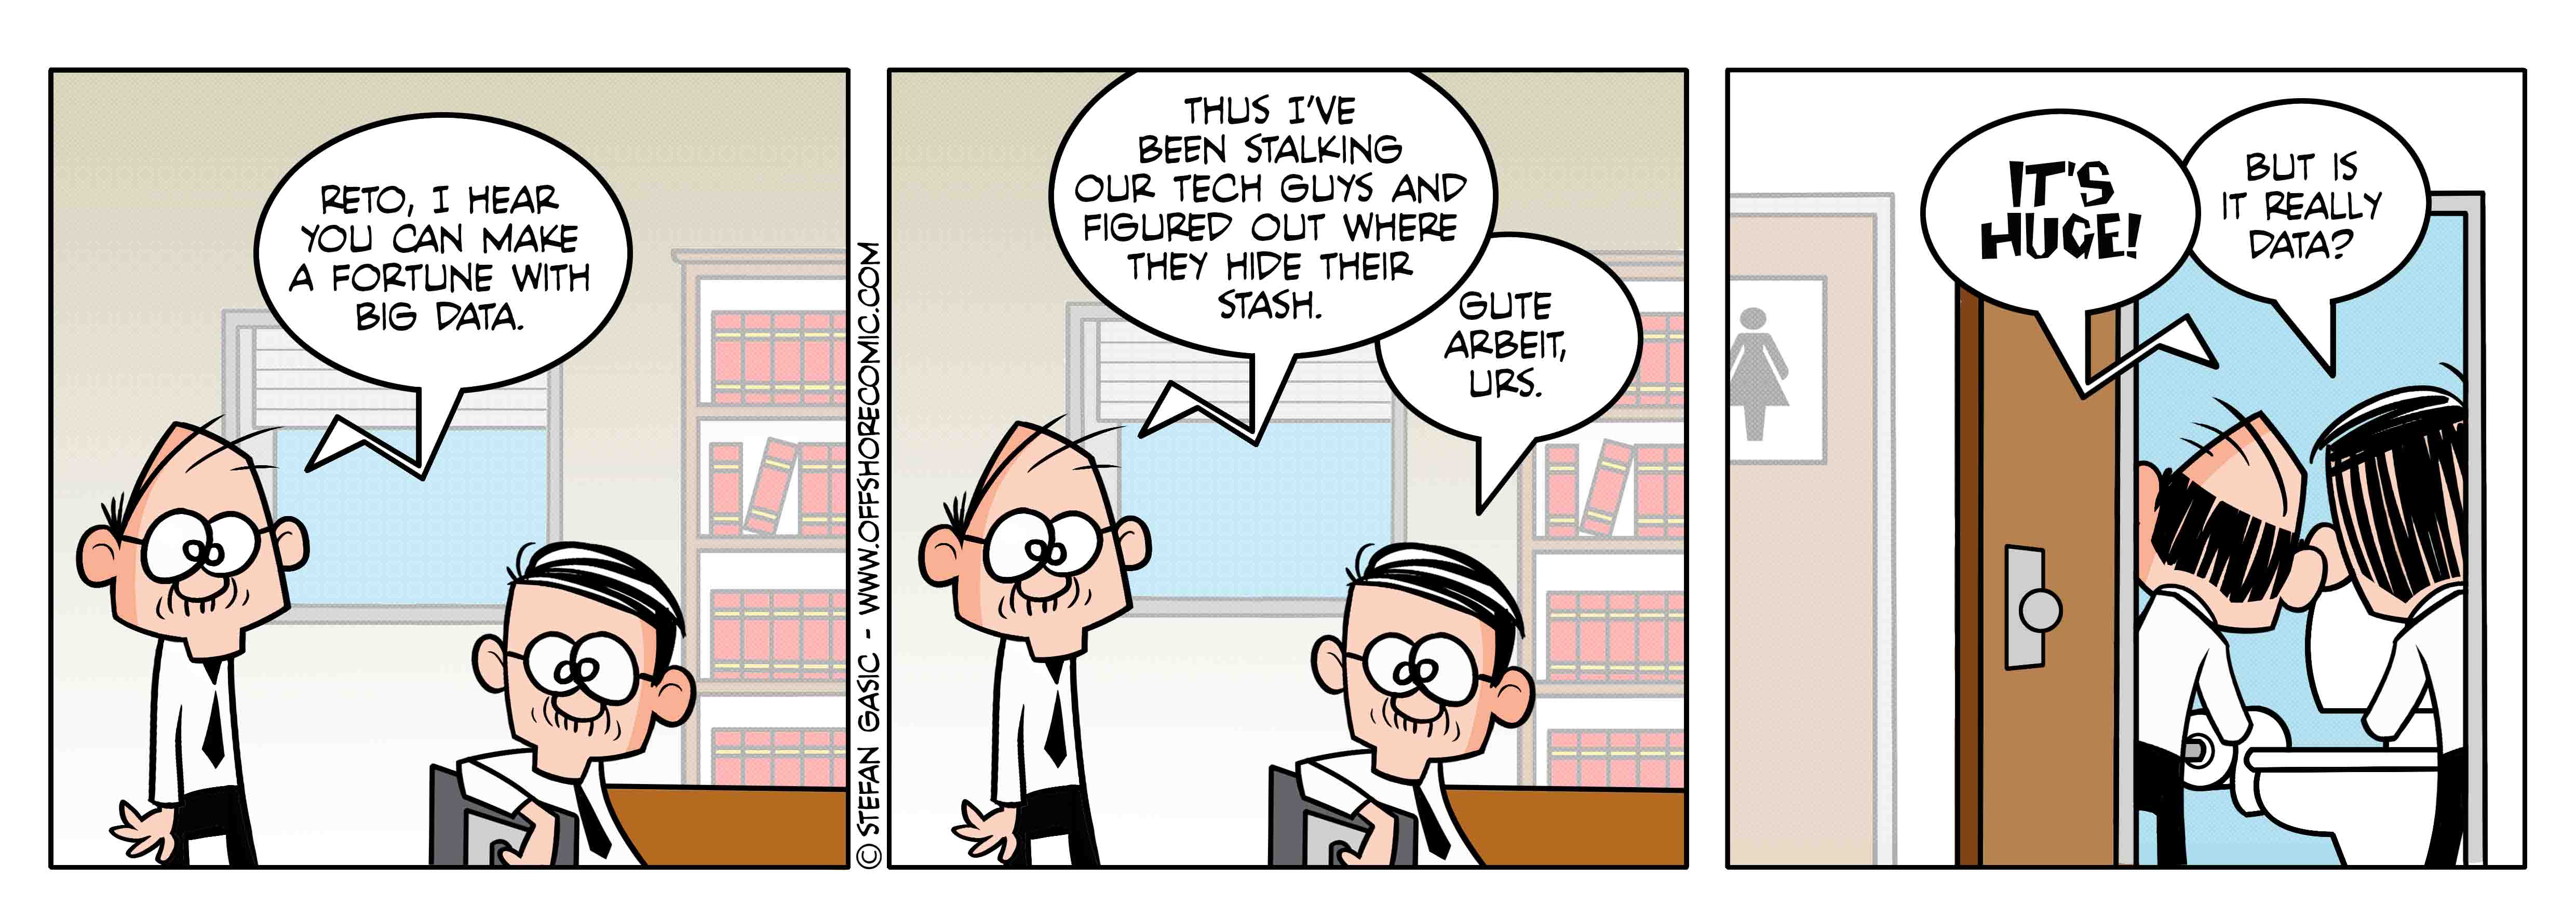 RETO, I HEAR
YOU CAN MAKE
A FORTUNE WITH
BIG DATA.
© STEFAN GASIC - WWW.OFFSHORECOMIC.COM
THUS I'VE
BEEN STALKING
OUR TECH GUYS AND
FIGURED OUT WHERE
THEY HIDE THEIR
STASH.
GUTE
ARBEIT,
URS.
IT'S
HUGE!
BUT IS
IT REALLY
DATA?